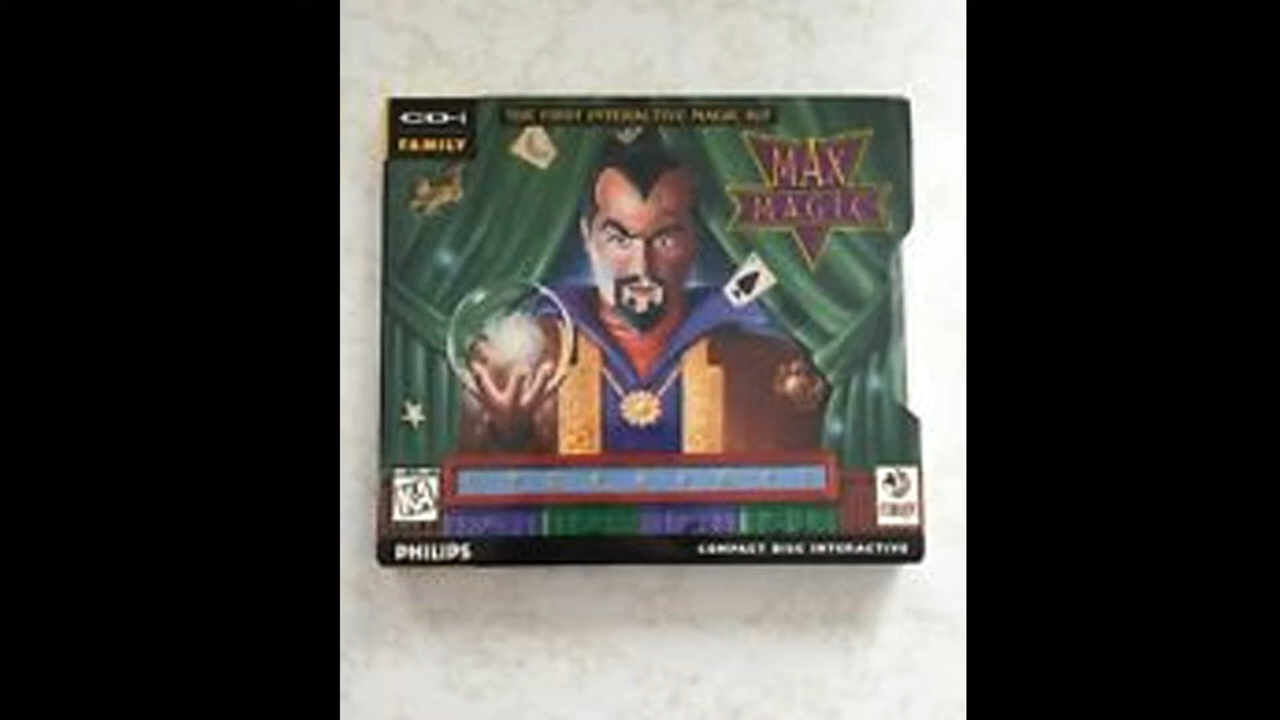 CD-i
FAMILY
THE FIRST INTERACTIVE MAGIC KIT
MAX
MAGIC
PHILIPS
COMPACT DISC INTERACTIVE